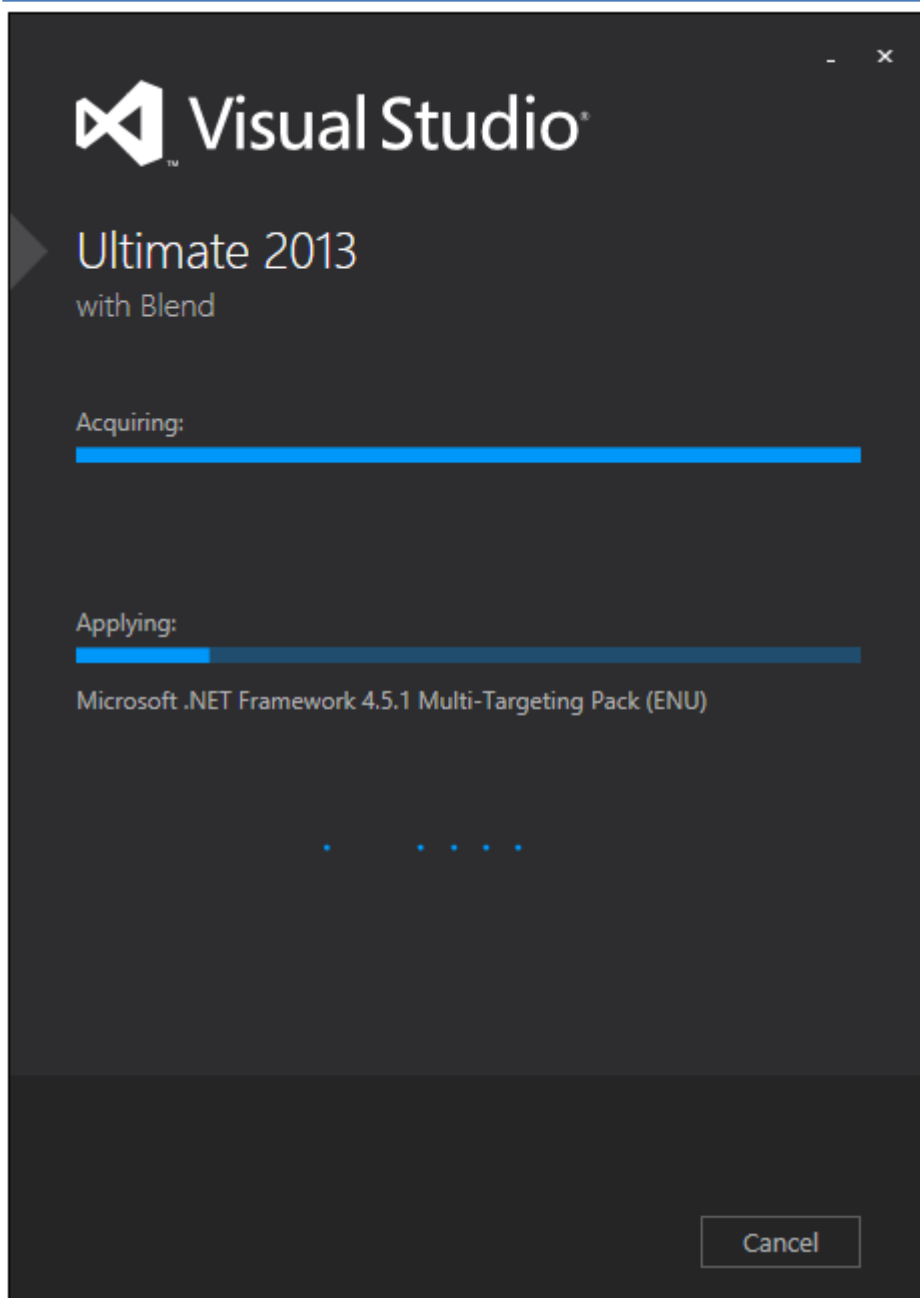 Visual Studio®
™
Ultimate 2013
with Blend
Acquiring:
Applying:
Microsoft .NET Framework 4.5.1 Multi-Targeting Pack (ENU)
Cancel